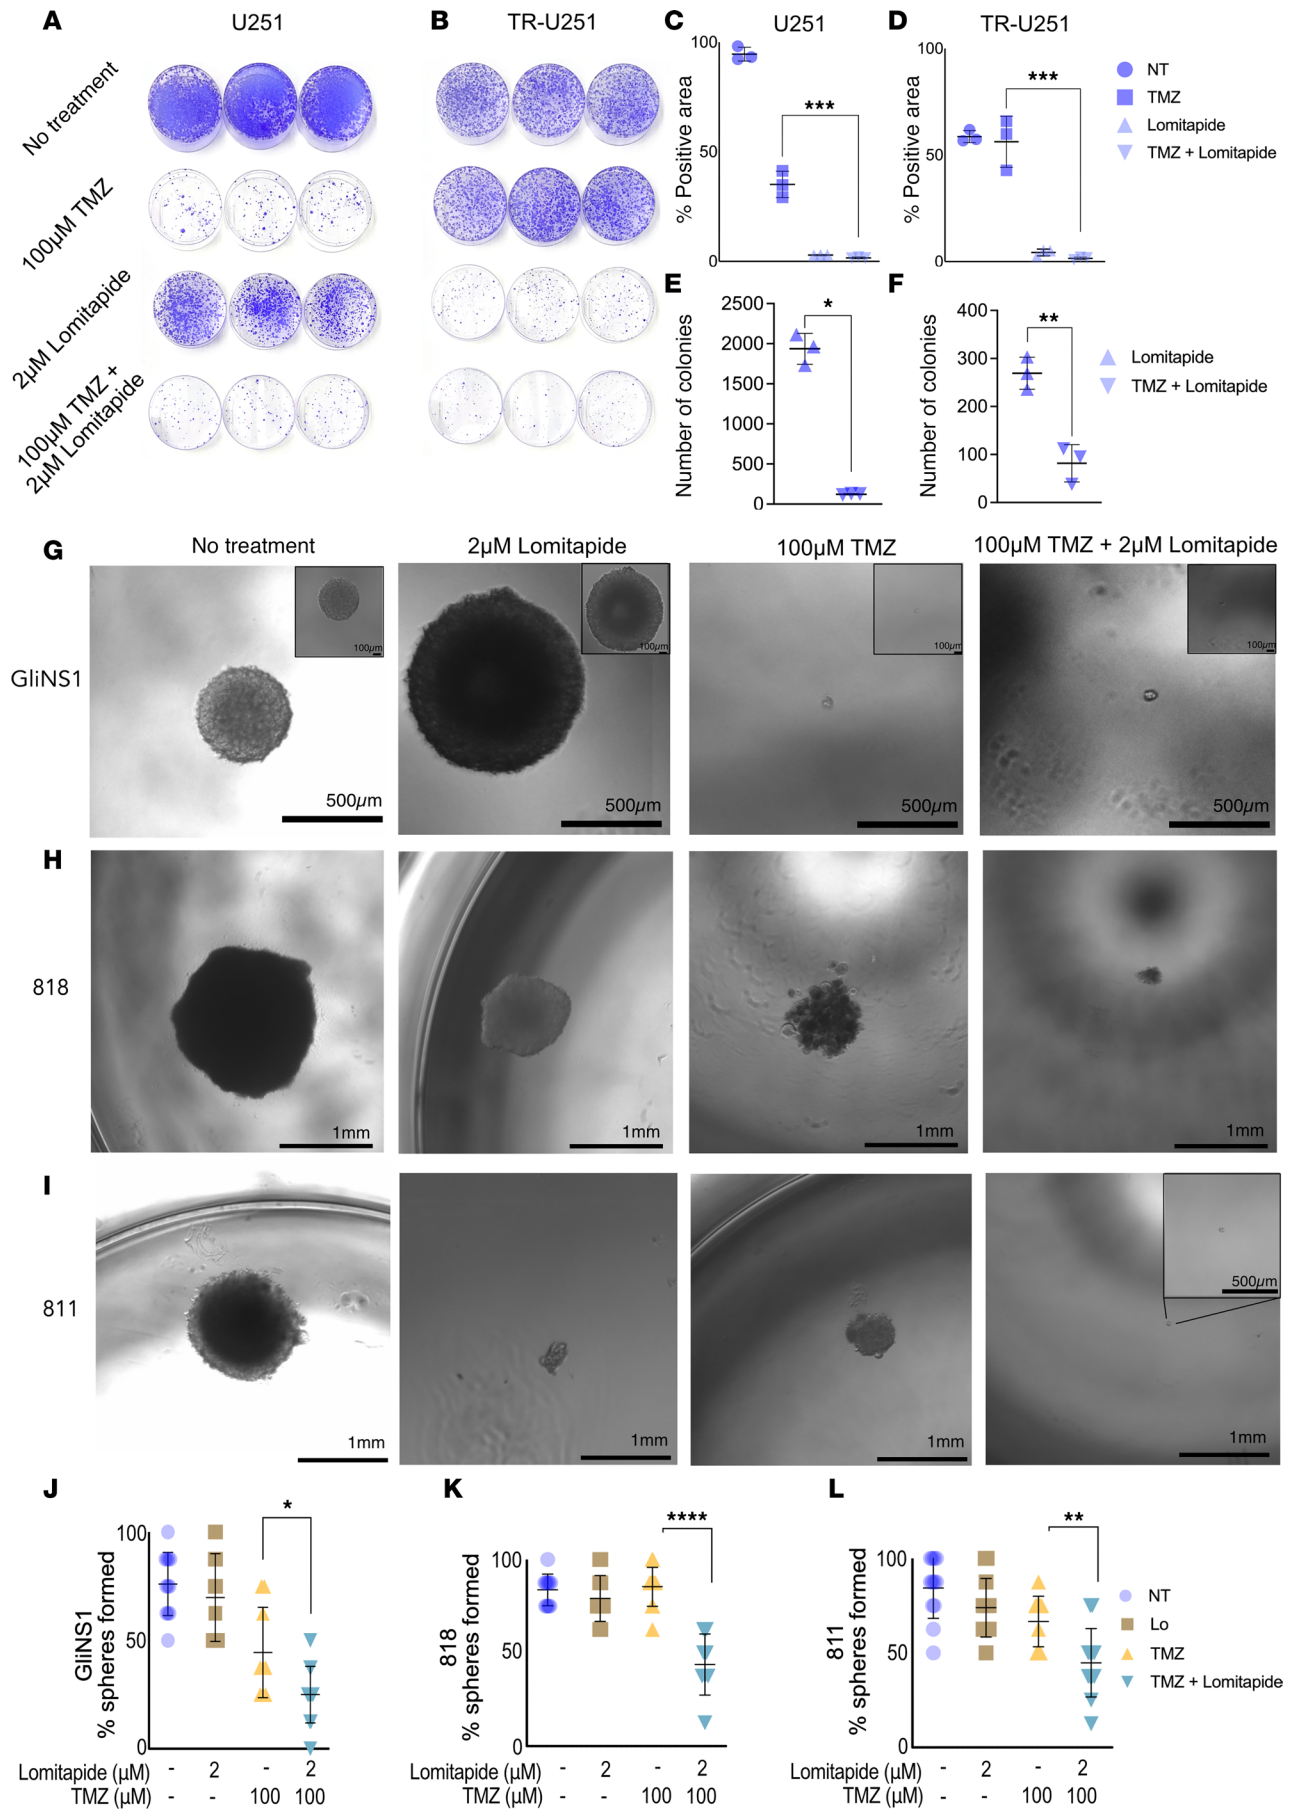 A
U251
B
TR-U251
C
U251
D
TR-U251
No treatment
100µM TMZ
2µM Lomitapide
100µM TMZ +
2µM Lomitapide
% Positive area
100
50
0
***
% Positive area
100
50
0
***
NT
TMZ
Lomitapide
TMZ + Lomitapide
E
Number of colonies
2500
2000
1500
1000
500
0
*
F
Number of colonies
400
300
200
100
0
**
Lomitapide
TMZ + Lomitapide
G
No treatment
2µM Lomitapide
100µM TMZ
100µM TMZ + 2µM Lomitapide
GliNS1
100µm
500µm
100µm
500µm
100µm
500µm
100µm
500µm
H
818
1mm
1mm
1mm
1mm
I
811
1mm
1mm
1mm
500µm
1mm
J
GliNS1
% spheres formed
100
50
0
*
Lomitapide (µM) - 2 - 2
TMZ (µM) - - 100 100
K
818
% spheres formed
100
50
0
****
Lomitapide (µM) - 2 - 2
TMZ (µM) - - 100 100
L
811
% spheres formed
100
50
0
**
Lomitapide (µM) - 2 - 2
TMZ (µM) - - 100 100
NT
Lo
TMZ
TMZ + Lomitapide